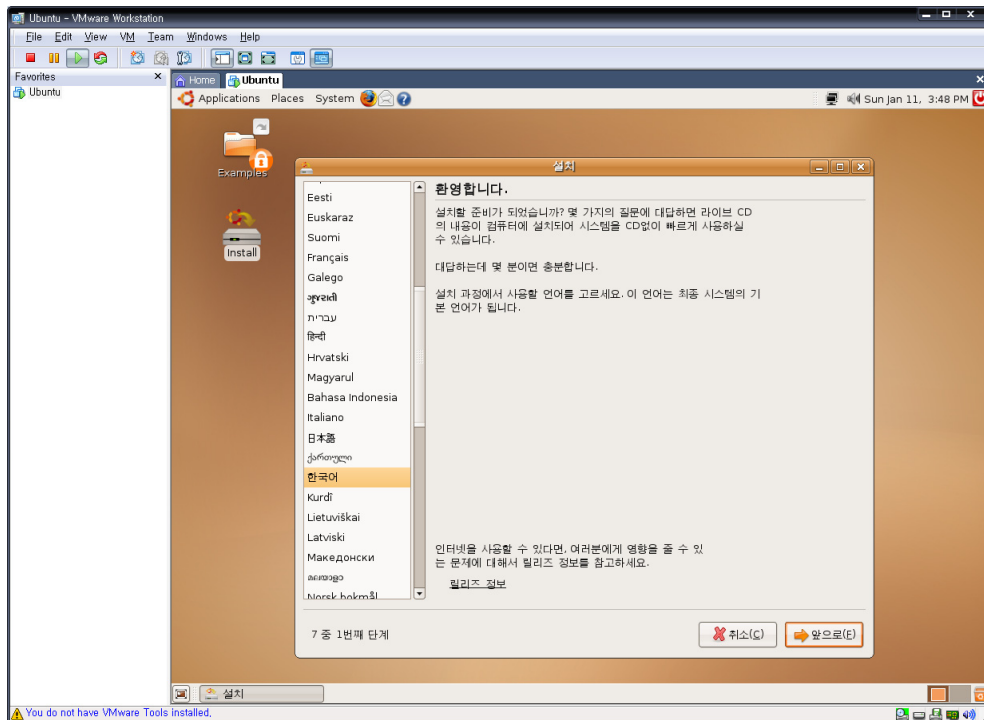 Ubuntu - VMware Workstation
File Edit View VM Team Windows Help
Favorites
Ubuntu
Home Ubuntu
Applications Places System
Sun Jan 11, 3:48 PM
Examples
Install
설치
Eesti
Euskaraz
Suomi
Français
Galego
ગુજરાતી
עברית
हिन्दी
Hrvatski
Magyarul
Bahasa Indonesia
Italiano
日本語
ქართული
한국어
Kurdî
Lietuviškai
Latviski
Македонски
മലയാളം
Norsk bokmål
환영합니다.
설치할 준비가 되었습니까? 몇 가지의 질문에 대답하면 라이브 CD
의 내용이 컴퓨터에 설치되어 시스템을 CD없이 빠르게 사용하실
수 있습니다.
대답하는데 몇 분이면 충분합니다.
설치 과정에서 사용할 언어를 고르세요. 이 언어는 최종 시스템의 기
본 언어가 됩니다.
인터넷을 사용할 수 있다면, 여러분에게 영향을 줄 수 있
는 문제에 대해서 릴리즈 정보를 참고하세요.
릴리즈 정보
7 중 1번째 단계
취소(C)
앞으로(F)
설치
You do not have VMware Tools installed.